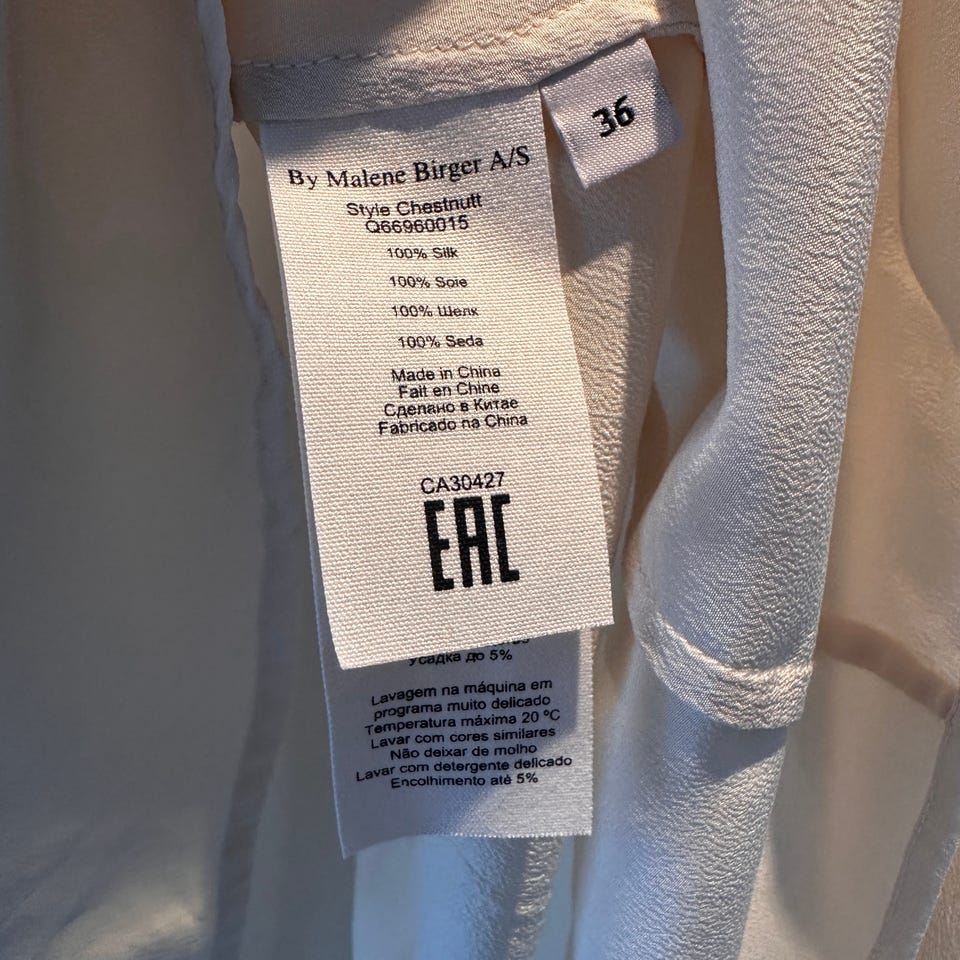 36
By Malene Birger A/S
Style Chestnutt
Q66960015
100% Silk
100% Soie
100% Шелк
100% Seda
Made in China
Fait en Chine
Сделано в Китае
Fabricado na China
CA30427
EAC
Усадка до 5%
Lavagem na máquina em
programa muito delicado
Temperatura máxima 20 ºC
Lavar com cores similares
Não deixar de molho
Lavar com detergente delicado
Encolhimento até 5%